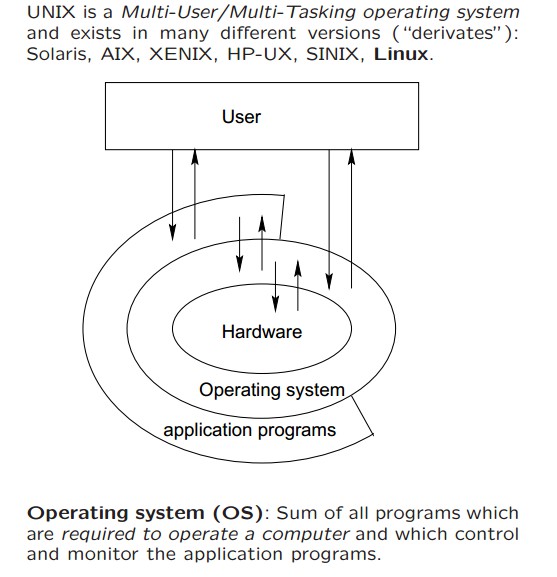 UNIX is a Multi-User/Multi-Tasking operating system
and exists in many different versions (“derivates”):
Solaris, AIX, XENIX, HP-UX, SINIX, Linux.
User
Hardware
Operating system
application programs
Operating system (OS): Sum of all programs which
are required to operate a computer and which control
and monitor the application programs.